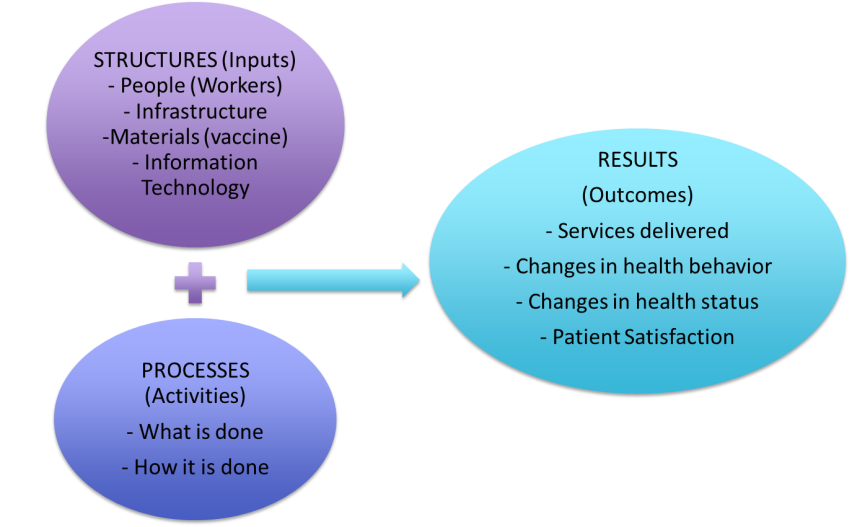 STRUCTURES (Inputs)
- People (Workers)
- Infrastructure
-Materials (vaccine)
- Information
Technology
PROCESSES
(Activities)
- What is done
- How it is done
RESULTS
(Outcomes)
- Services delivered
- Changes in health behavior
- Changes in health status
- Patient Satisfaction